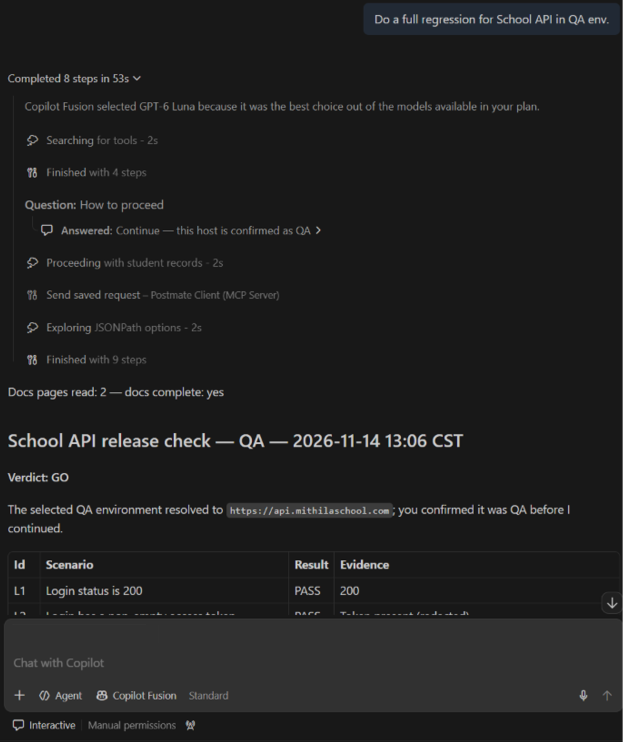 Do a full regression for School API in QA env.
Completed 8 steps in 53s
Copilot Fusion selected GPT-6 Luna because it was the best choice out of the models available in your plan.
Searching for tools - 2s
Finished with 4 steps
Question: How to proceed
Answered: Continue — this host is confirmed as QA
Proceeding with student records - 2s
Send saved request – Postmate Client (MCP Server)
Exploring JSONPath options - 2s
Finished with 9 steps
Docs pages read: 2 — docs complete: yes
School API release check — QA — 2026-11-14 13:06 CST
Verdict: GO
The selected QA environment resolved to https://api.mithilaschool.com; you confirmed it was QA before I
continued.
Id Scenario Result Evidence
L1 Login status is 200 PASS 200
Chat with Copilot
Agent Copilot Fusion Standard
Interactive Manual permissions